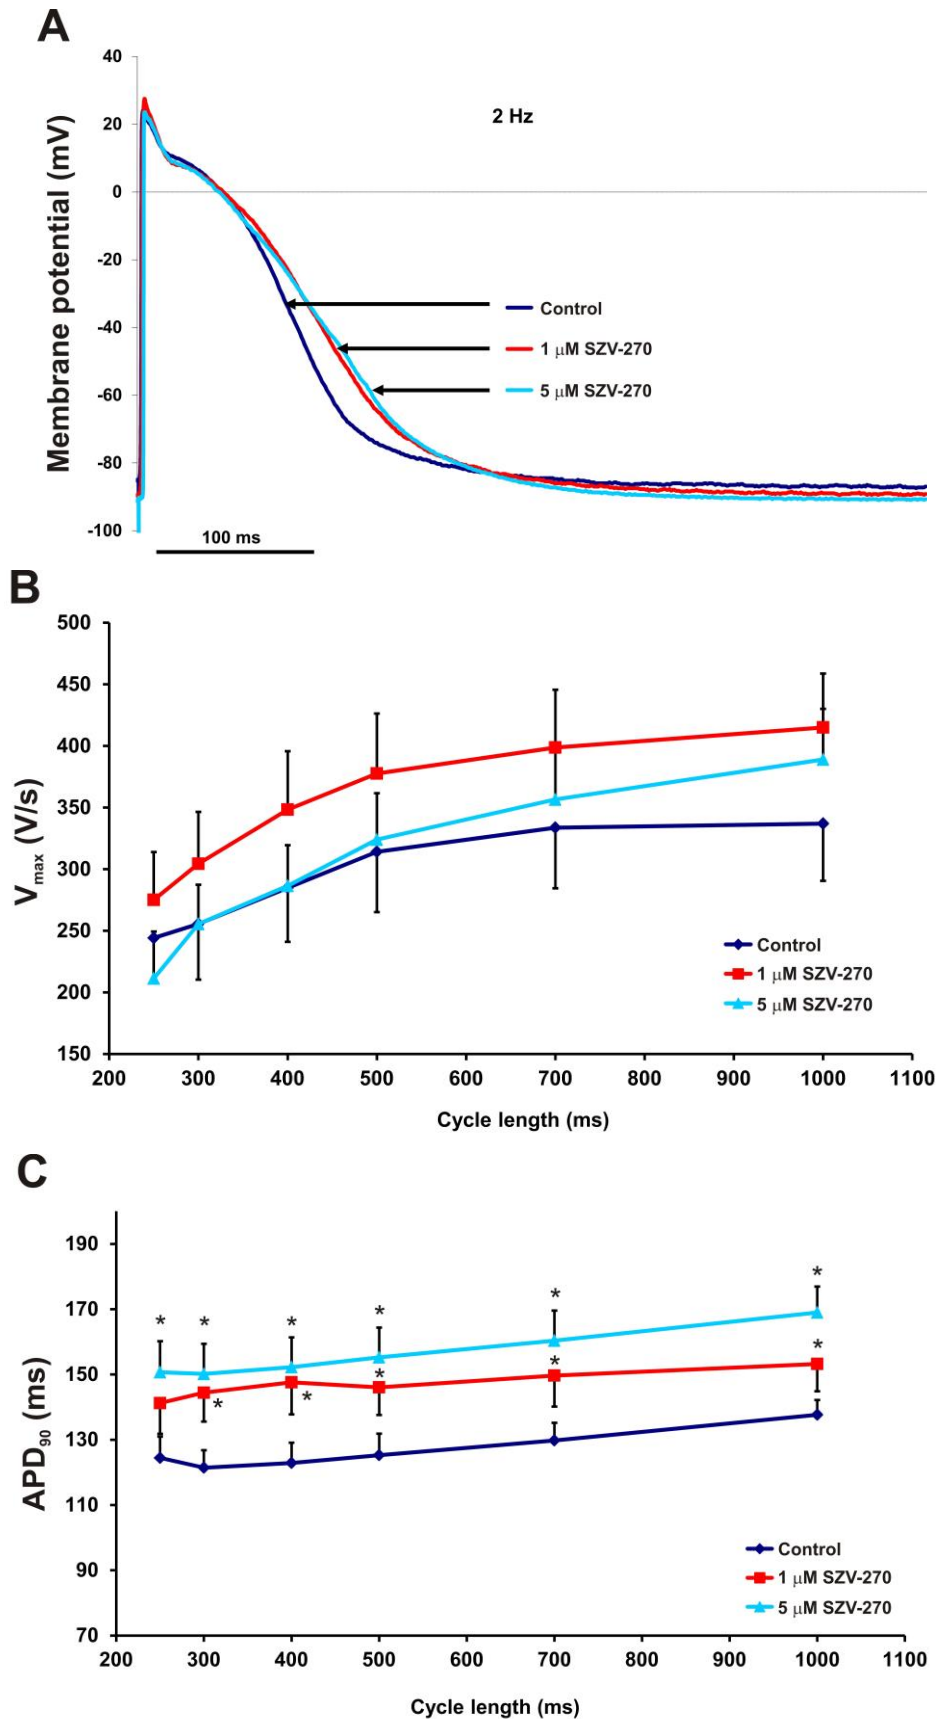 A
40
20
0
-20
-40
-60
-80
-100
Membrane potential (mV)
2 Hz
Control
1 μM SZV-270
5 μM SZV-270
100 ms
B
500
450
400
350
300
250
200
150
Vmax (V/s)
Control
1 μM SZV-270
5 μM SZV-270
200 300 400 500 600 700 800 900 1000 1100
Cycle length (ms)
C
190
170
150
130
110
90
70
APD90 (ms)
* * * * * *
* * * * *
Control
1 μM SZV-270
5 μM SZV-270
200 300 400 500 600 700 800 900 1000 1100
Cycle length (ms)